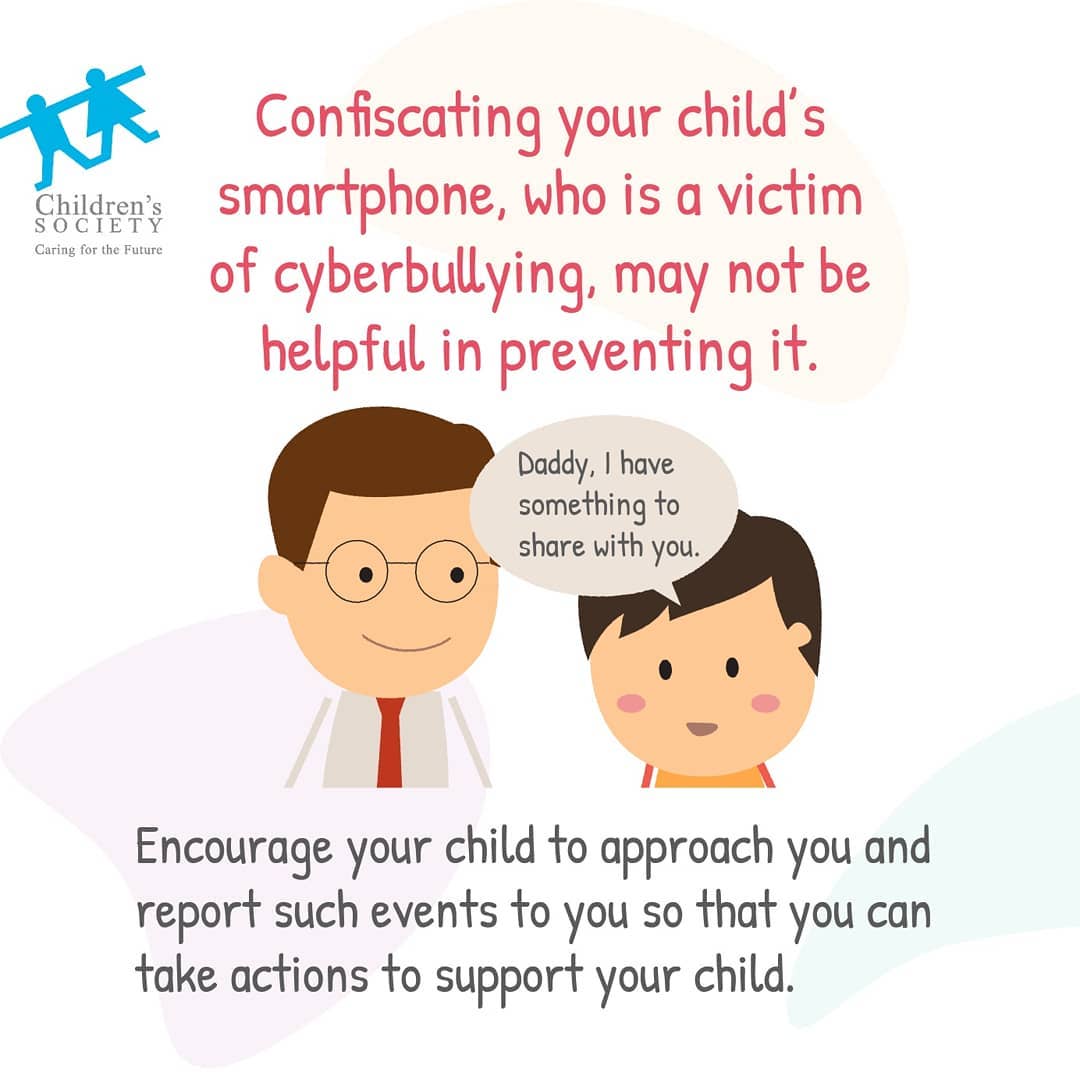 Children's
SOCIETY
Caring for the Future
Confiscating your child's
smartphone, who is a victim
of cyberbullying, may not be
helpful in preventing it.
Daddy, I have
something to
share with you.
Encourage your child to approach you and
report such events to you so that you can
take actions to support your child.